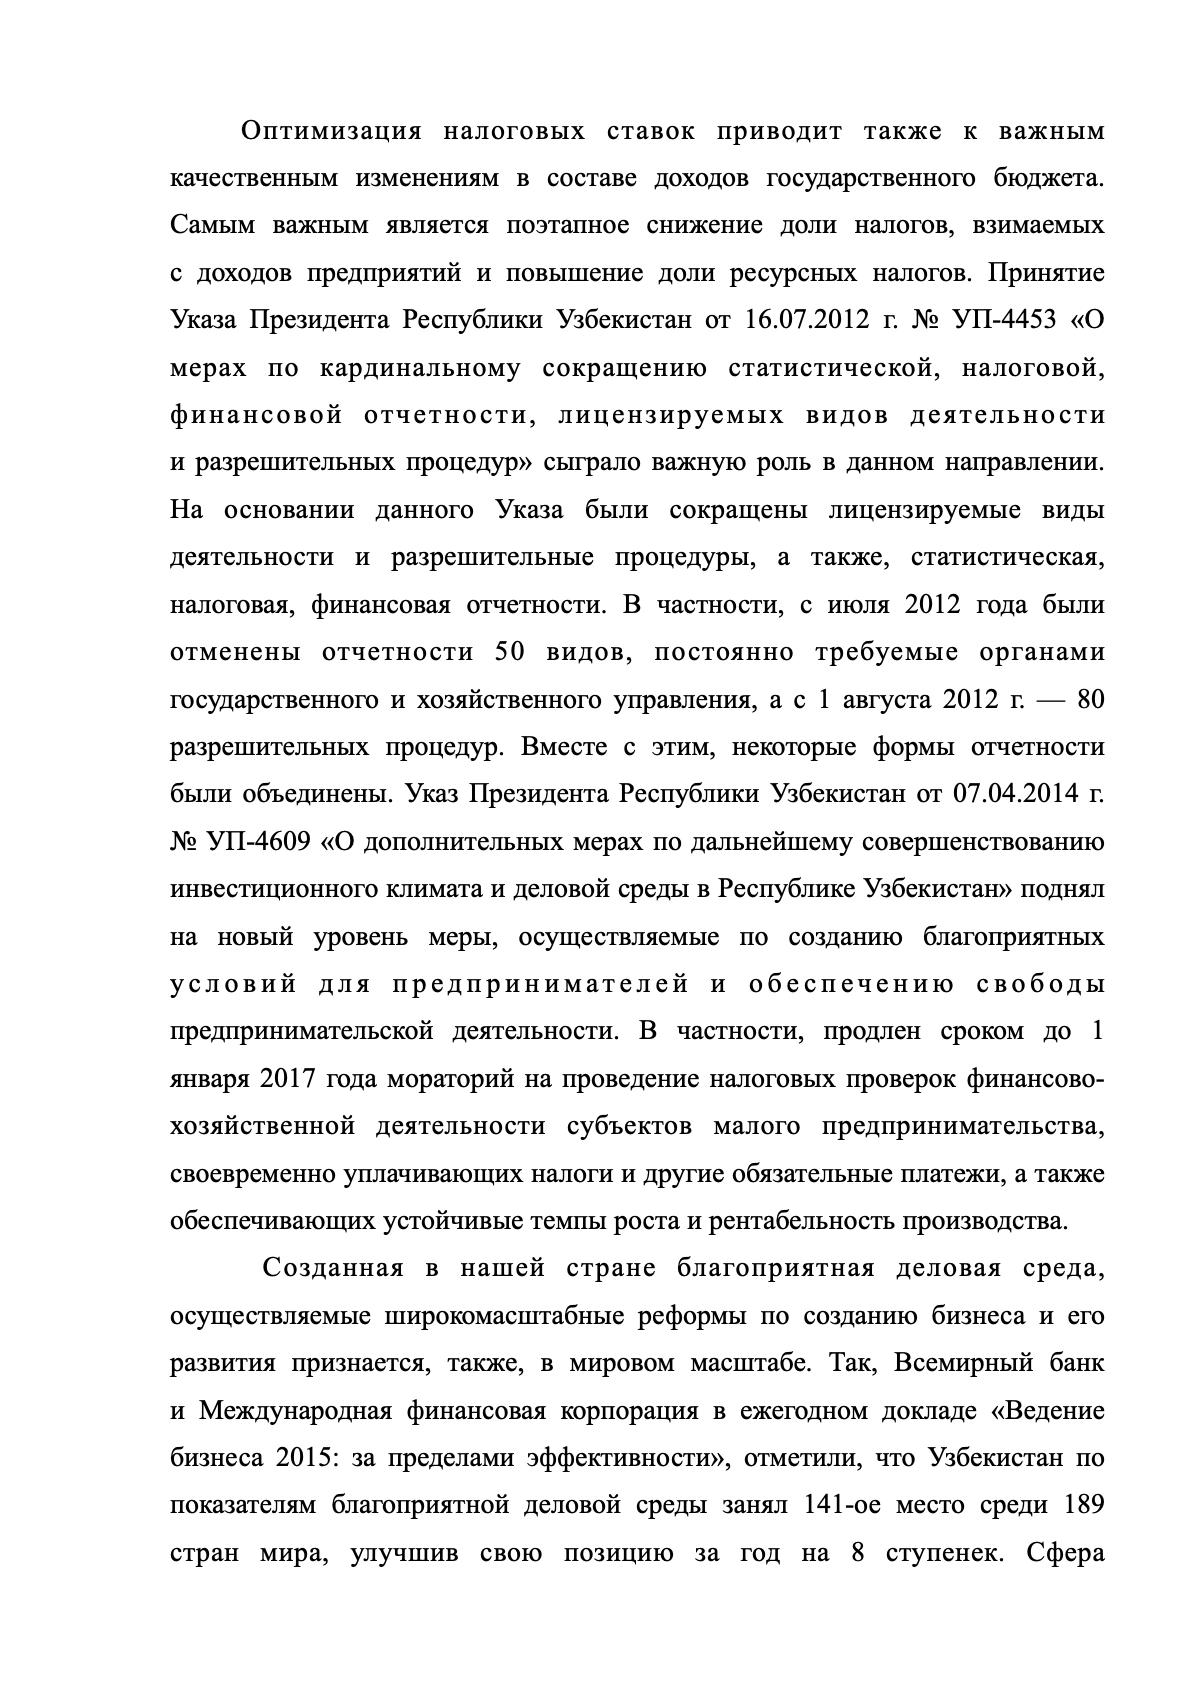 Оптимизация налоговых ставок приводит также к важным
качественным изменениям в составе доходов государственного бюджета.
Самым важным является поэтапное снижение доли налогов, взимаемых
с доходов предприятий и повышение доли ресурсных налогов. Принятие
Указа Президента Республики Узбекистан от 16.07.2012 г. № УП-4453 «О
мерах по кардинальному сокращению статистической, налоговой,
финансовой отчетности, лицензируемых видов деятельности
и разрешительных процедур» сыграло важную роль в данном направлении.
На основании данного Указа были сокращены лицензируемые виды
деятельности и разрешительные процедуры, а также, статистическая,
налоговая, финансовая отчетности. В частности, с июля 2012 года были
отменены отчетности 50 видов, постоянно требуемые органами
государственного и хозяйственного управления, а с 1 августа 2012 г. — 80
разрешительных процедур. Вместе с этим, некоторые формы отчетности
были объединены. Указ Президента Республики Узбекистан от 07.04.2014 г.
№ УП-4609 «О дополнительных мерах по дальнейшему совершенствованию
инвестиционного климата и деловой среды в Республике Узбекистан» поднял
на новый уровень меры, осуществляемые по созданию благоприятных
условий для предпринимателей и обеспечению свободы
предпринимательской деятельности. В частности, продлен сроком до 1
января 2017 года мораторий на проведение налоговых проверок финансово-
хозяйственной деятельности субъектов малого предпринимательства,
своевременно уплачивающих налоги и другие обязательные платежи, а также
обеспечивающих устойчивые темпы роста и рентабельность производства.
Созданная в нашей стране благоприятная деловая среда,
осуществляемые широкомасштабные реформы по созданию бизнеса и его
развития признается, также, в мировом масштабе. Так, Всемирный банк
и Международная финансовая корпорация в ежегодном докладе «Ведение
бизнеса 2015: за пределами эффективности», отметили, что Узбекистан по
показателям благоприятной деловой среды занял 141-ое место среди 189
стран мира, улучшив свою позицию за год на 8 ступенек. Сфера